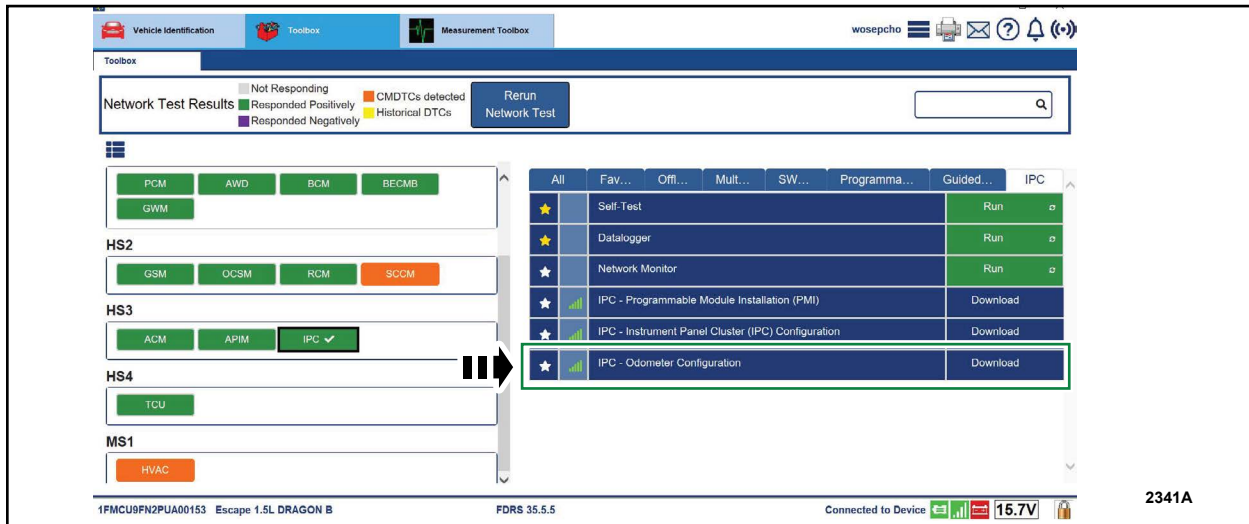 Vehicle Identification
Toolbox
Measurement Toolbox
wosepcho
Toolbox
Network Test Results
Not Responding
Responded Positively
Responded Negatively
CMDTCs detected
Historical DTCs
Rerun
Network Test
PCM AWD BCM BECMB
GWM
HS2
GSM OCSM RCM SCCM
HS3
ACM APIM IPC
HS4
TCU
MS1
HVAC
All Fav... Offl... Mult... SW... Programma... Guided... IPC
Self-Test Run
Datalogger Run
Network Monitor Run
IPC - Programmable Module Installation (PMI) Download
IPC - Instrument Panel Cluster (IPC) Configuration Download
IPC - Odometer Configuration Download
1FMCU9FN2PUA00153 Escape 1.5L DRAGON B FDRS 35.5.5 Connected to Device 15.7V
2341A